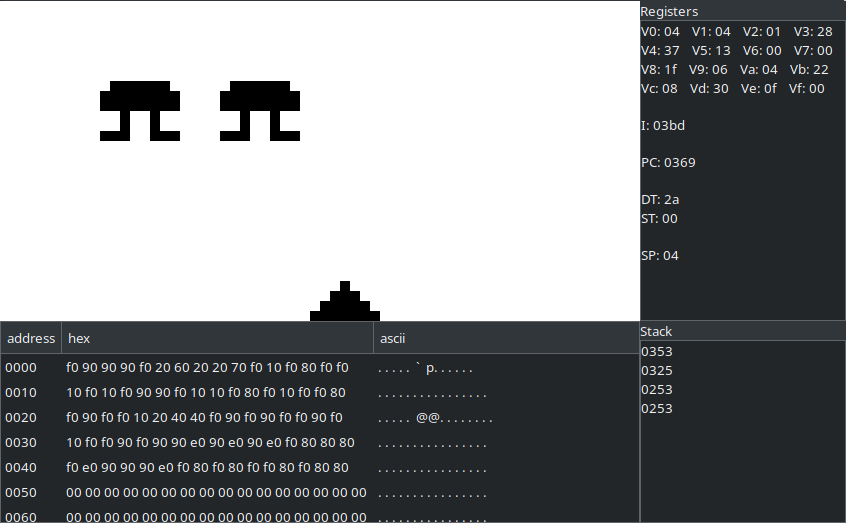 Registers
V0: 04 V1: 04 V2: 01 V3: 28
V4: 37 V5: 13 V6: 00 V7: 00
V8: 1f V9: 06 Va: 04 Vb: 22
Vc: 08 Vd: 30 Ve: 0f Vf: 00
I: 03bd
PC: 0369
DT: 2a
ST: 00
SP: 04
address hex ascii
0000 f0 90 90 90 f0 20 60 20 20 70 f0 10 f0 80 f0 f0 . . . . . ` p. . . . . .
0010 10 f0 10 f0 90 90 f0 10 10 f0 80 f0 10 f0 f0 80 . . . . . . . . . . . . . . . .
0020 f0 90 f0 f0 10 20 40 40 f0 90 f0 90 f0 f0 90 f0 . . . . . @@. . . . . . . .
0030 10 f0 f0 90 f0 90 90 e0 90 e0 90 e0 f0 80 80 80 . . . . . . . . . . . . . . . .
0040 f0 e0 90 90 90 e0 f0 80 f0 80 f0 f0 80 f0 80 80 . . . . . . . . . . . . . . . .
0050 00 00 00 00 00 00 00 00 00 00 00 00 00 00 00 00 . . . . . . . . . . . . . . . .
0060 00 00 00 00 00 00 00 00 00 00 00 00 00 00 00 00 . . . . . . . . . . . . . . . .
Stack
0353
0325
0253
0253